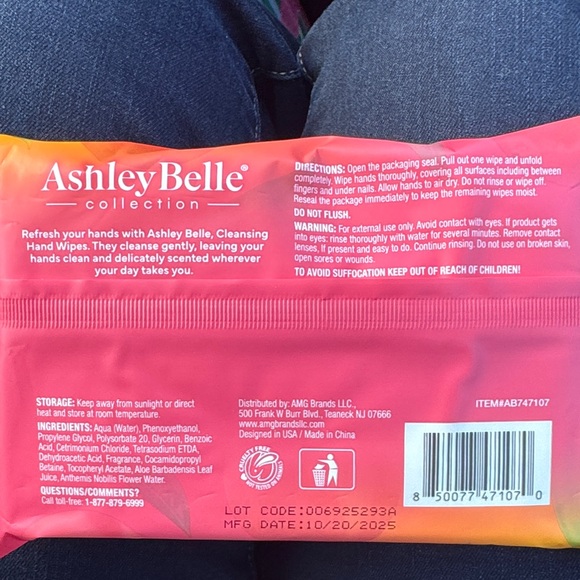 AshleyBelle®
collection
Refresh your hands with Ashley Belle, Cleansing
Hand Wipes. They cleanse gently, leaving your
hands clean and delicately scented wherever
your day takes you.
DIRECTIONS: Open the packaging seal. Pull out one wipe and unfold
completely. Wipe hands thoroughly, covering all surfaces including between
fingers and under nails. Allow hands to air dry. Do not rinse or wipe off.
Reseal the package immediately to keep the remaining wipes moist.
DO NOT FLUSH.
WARNING: For external use only. Avoid contact with eyes. If product gets
into eyes: rinse thoroughly with water for several minutes. Remove contact
lenses, If present and easy to do. Continue rinsing. Do not use on broken skin,
open sores or wounds.
TO AVOID SUFFOCATION KEEP OUT OF REACH OF CHILDREN!
STORAGE: Keep away from sunlight or direct
heat and store at room temperature.
INGREDIENTS: Aqua (Water), Phenoxyethanol,
Propylene Glycol, Polysorbate 20, Glycerin, Benzoic
Acid, Cetrimonium Chloride, Tetrasodium ETDA,
Dehydroacetic Acid, Fragrance, Cocamidopropyl
Betaine, Tocopheryl Acetate, Aloe Barbadensis Leaf
Juice, Anthemis Nobilis Flower Water.
QUESTIONS/COMMENTS?
Call toll-free: 1-877-879-6999
Distributed by: AMG Brands LLC.,
500 Frank W Burr Blvd., Teaneck NJ 07666
www.amgbrandsllc.com
Designed in USA / Made in China
CRUELTY FREE
NOT TESTED ON ANIMALS
ITEM#AB747107
8 50077 47107 0
LOT CODE:006925293A
MFG DATE:10/20/2025